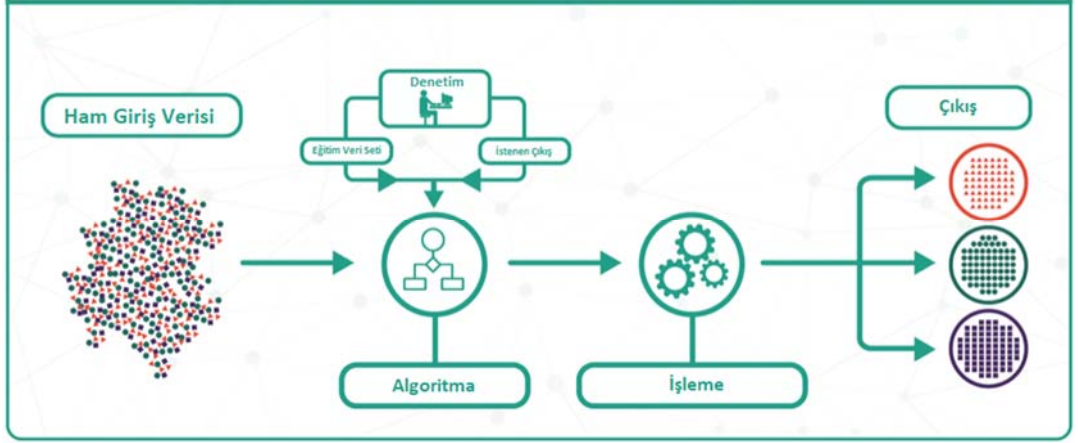 Ham Giriş Verisi
Denetim
Eğitim Veri Seti
İstenen Çıkış
Algoritma
İşleme
Çıkış